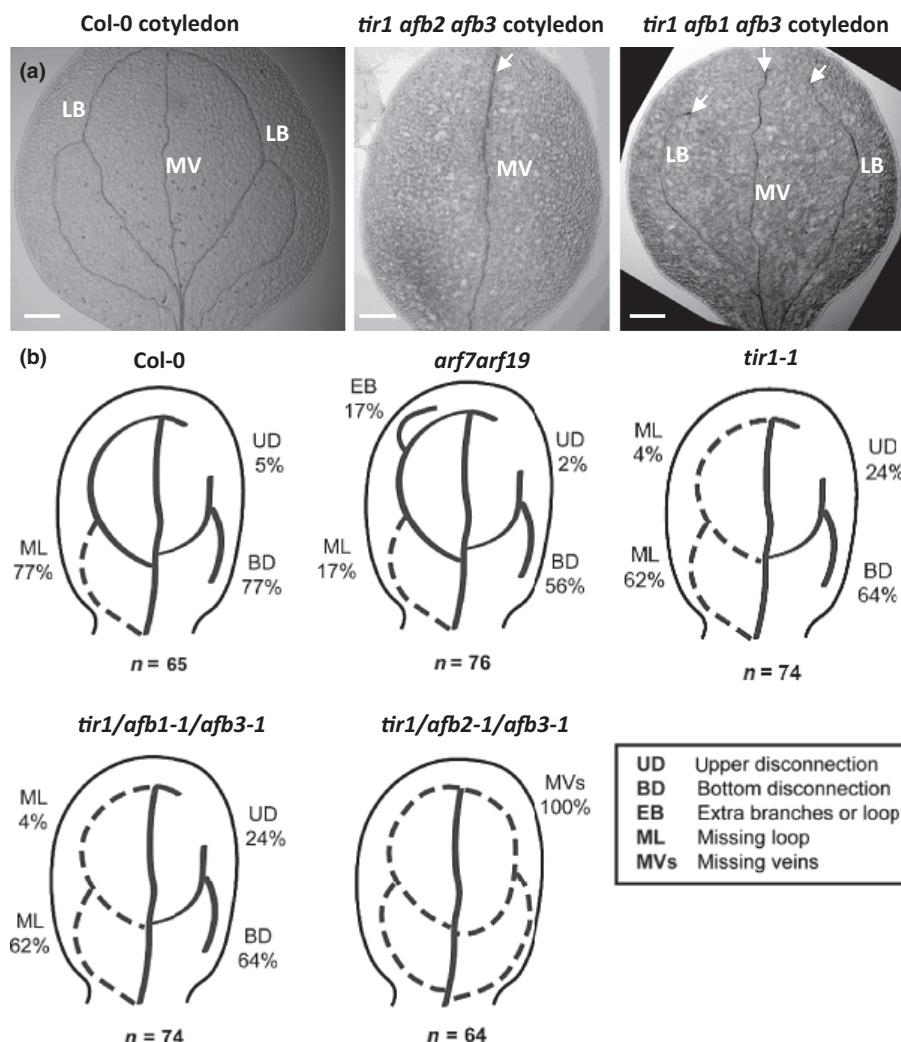 Col-0 cotyledon tir1 afb2 afb3 cotyledon tir1 afb1 afb3 cotyledon
(a)
LB LB MV
MV
LB MV LB
(b)
Col-0
UD
5%
ML
77%
BD
77%
n = 65
arf7arf19
EB
17%
UD
2%
ML
17%
BD
56%
n = 76
tir1-1
ML
4%
UD
24%
ML
62%
BD
64%
n = 74
tir1/afb1-1/afb3-1
ML
4%
UD
24%
ML
62%
BD
64%
n = 74
tir1/afb2-1/afb3-1
MVs
100%
n = 64
UD Upper disconnection
BD Bottom disconnection
EB Extra branches or loop
ML Missing loop
MVs Missing veins